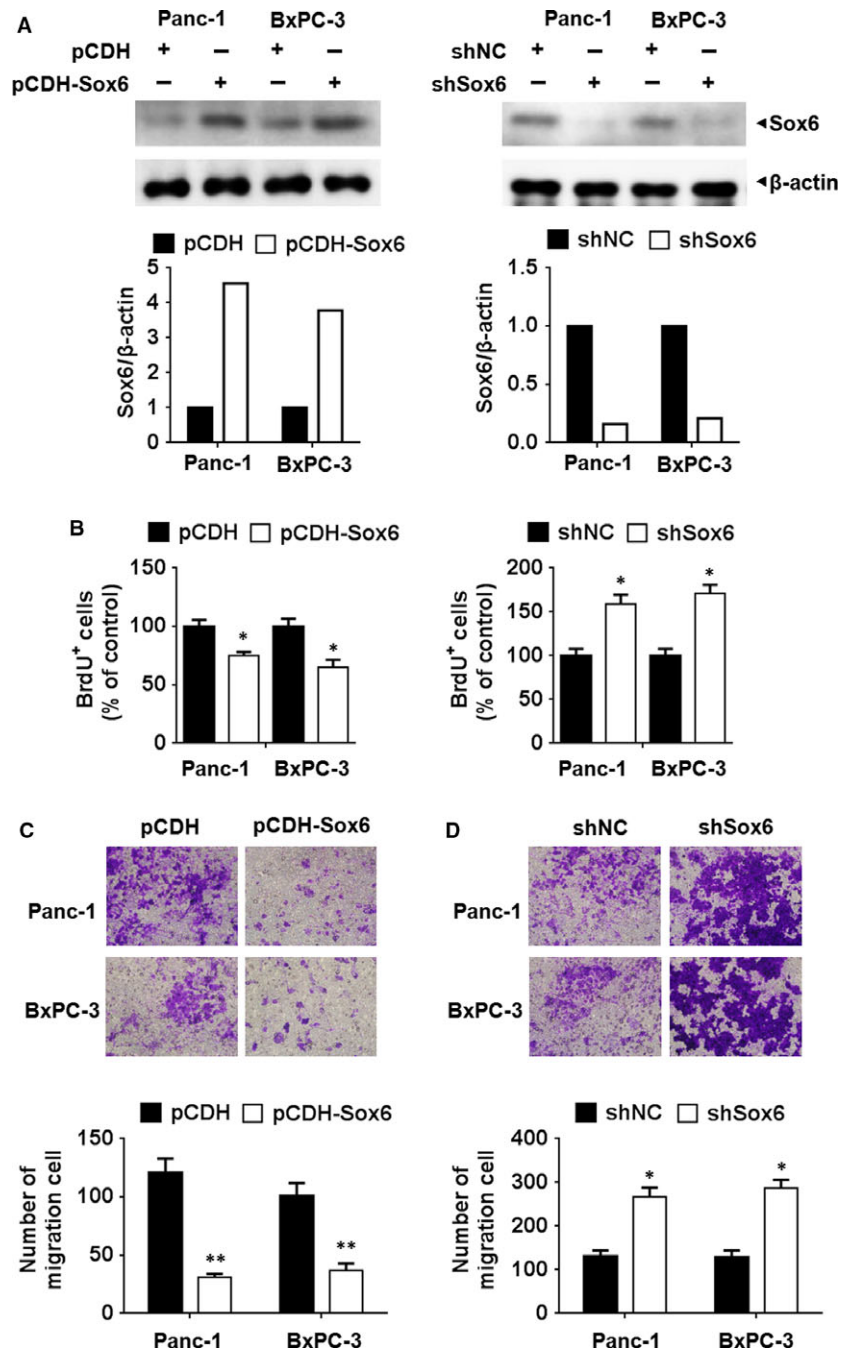 A
Panc-1 BxPC-3
pCDH + – + –
pCDH-Sox6 – + – +
Panc-1 BxPC-3
shNC + – + –
shSox6 – + – +
◄Sox6
◄β-actin
pCDH pCDH-Sox6
Sox6/β-actin
5
4
3
2
1
0
Panc-1 BxPC-3
shNC shSox6
Sox6/β-actin
1.5
1.0
0.5
0.0
Panc-1 BxPC-3
B
pCDH pCDH-Sox6
BrdU⁺ cells
(% of control)
150
100
50
0
* *
Panc-1 BxPC-3
shNC shSox6
BrdU⁺ cells
(% of control)
200
150
100
50
0
* *
Panc-1 BxPC-3
C
pCDH pCDH-Sox6
Panc-1
BxPC-3
pCDH pCDH-Sox6
Number of
migration cell
150
100
50
0
** **
Panc-1 BxPC-3
D
shNC shSox6
Panc-1
BxPC-3
shNC shSox6
Number of
migration cell
400
300
200
100
0
* *
Panc-1 BxPC-3